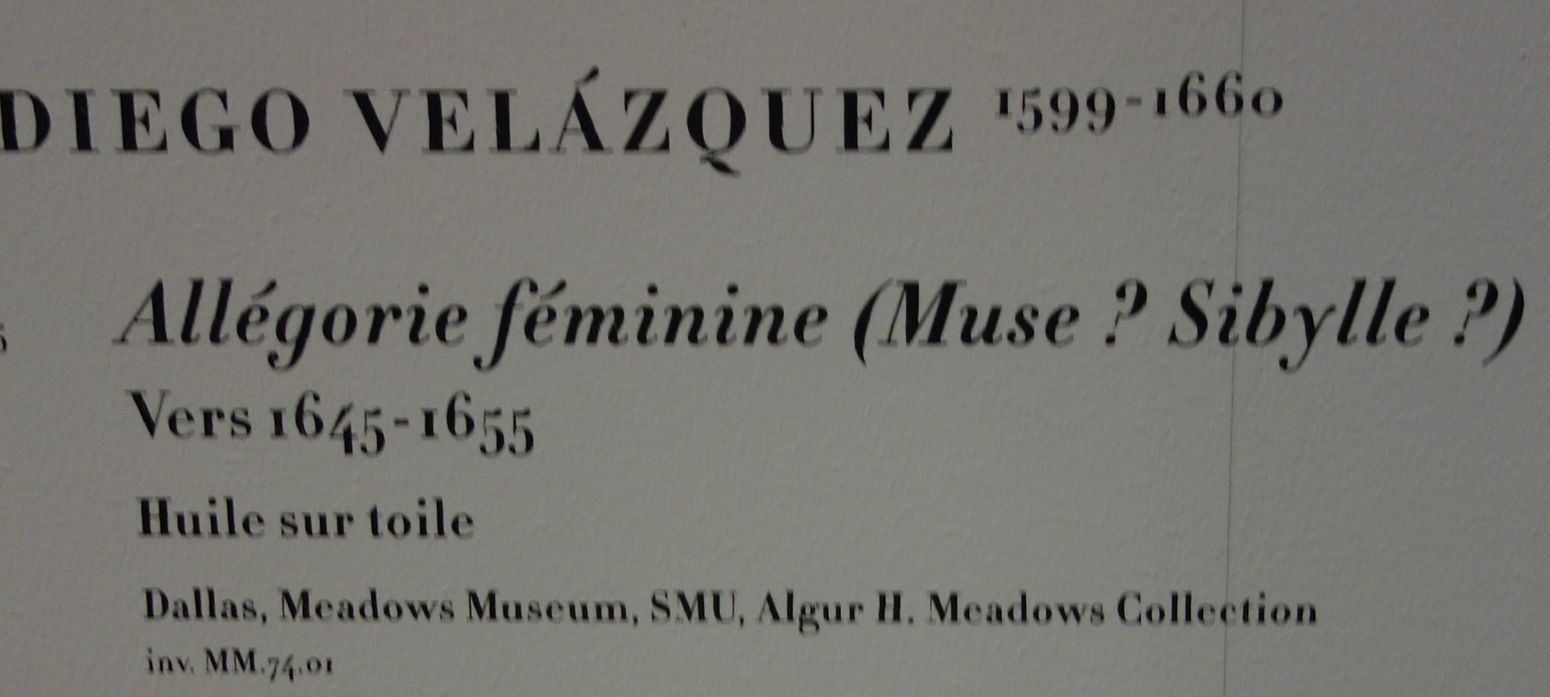 DIEGO VELÁZQUEZ 1599-1660
Allégorie féminine (Muse ? Sibylle ?)
Vers 1645-1655
Huile sur toile
Dallas, Meadows Museum, SMU, Algur H. Meadows Collection
inv. MM.74.01